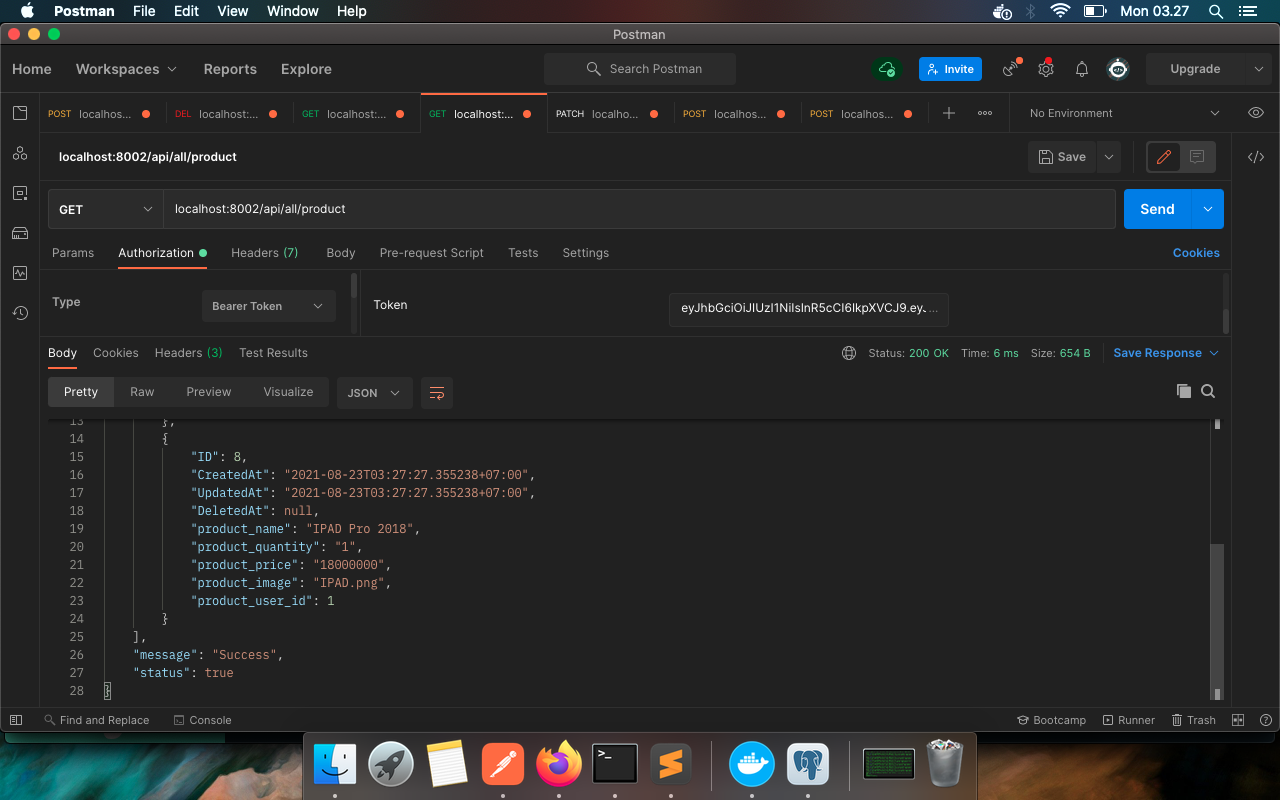 Postman File Edit View Window Help Mon 03.27
Postman
Home Workspaces Reports Explore Search Postman Invite Upgrade
POST localhos... DEL localhost:... GET localhost:... GET localhost:... PATCH localho... POST localhos... POST localhos... No Environment
localhost:8002/api/all/product Save
GET localhost:8002/api/all/product Send
Params Authorization Headers (7) Body Pre-request Script Tests Settings Cookies
Type Bearer Token Token eyJhbGciOiJIUzI1NiIsInR5cCI6IkpXVCJ9.eyJ...
Body Cookies Headers (3) Test Results Status: 200 OK Time: 6 ms Size: 654 B Save Response
Pretty Raw Preview Visualize JSON
13 },
14 {
15 "ID": 8,
16 "CreatedAt": "2021-08-23T03:27:27.355238+07:00",
17 "UpdatedAt": "2021-08-23T03:27:27.355238+07:00",
18 "DeletedAt": null,
19 "product_name": "IPAD Pro 2018",
20 "product_quantity": "1",
21 "product_price": "18000000",
22 "product_image": "IPAD.png",
23 "product_user_id": 1
24 }
25 ],
26 "message": "Success",
27 "status": true
28 }
Find and Replace Console Bootcamp Runner Trash